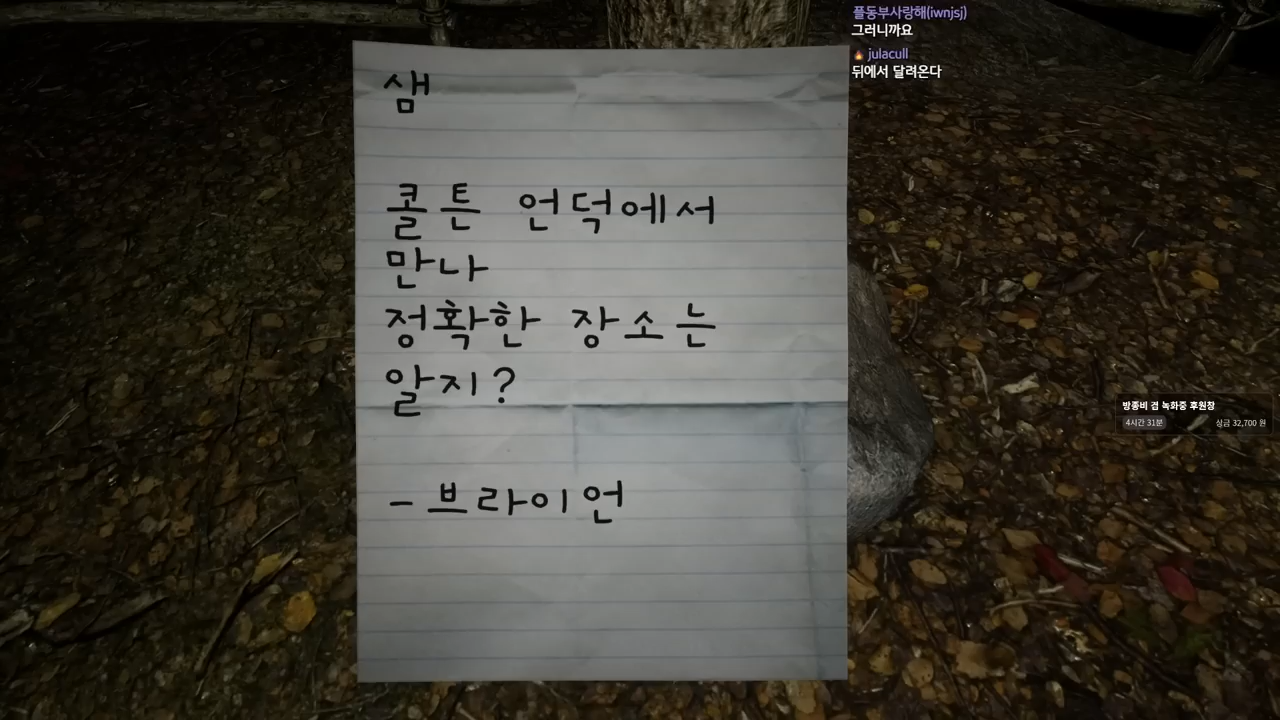 샘
콜튼 언덕에서
만나
정확한 장소는
알지?
- 브라이언
플동부사랑해(iwnjsj)
그러니까요
julacull
뒤에서 달려온다
방종비 겸 녹화중 후원창
4시간 31분
상금 32,700 원